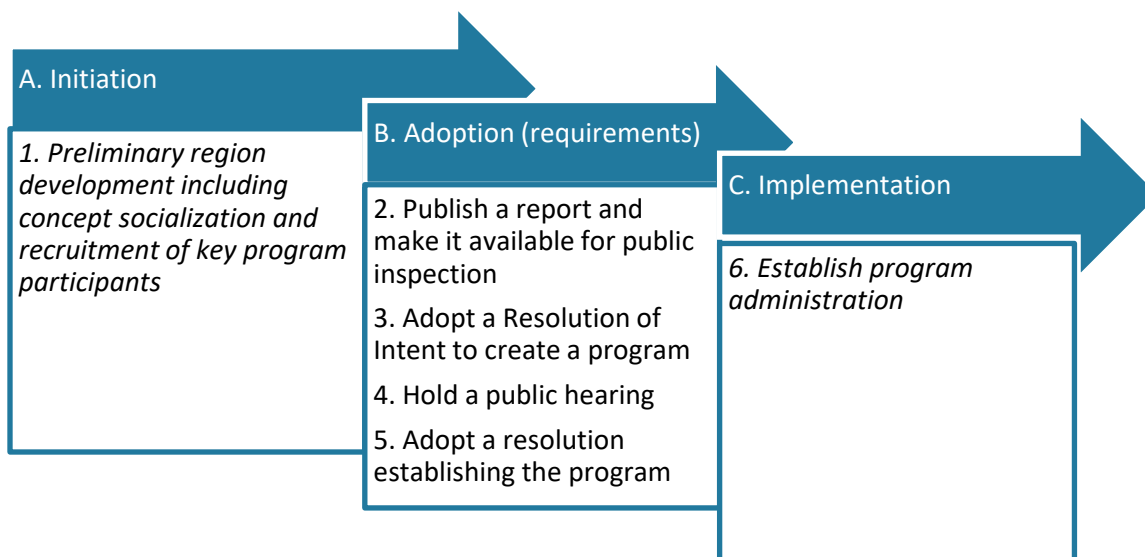 A. Initiation
1. Preliminary region
development including
concept socialization and
recruitment of key program
participants
B. Adoption (requirements)
2. Publish a report and
make it available for public
inspection
3. Adopt a Resolution of
Intent to create a program
4. Hold a public hearing
5. Adopt a resolution
establishing the program
C. Implementation
6. Establish program
administration